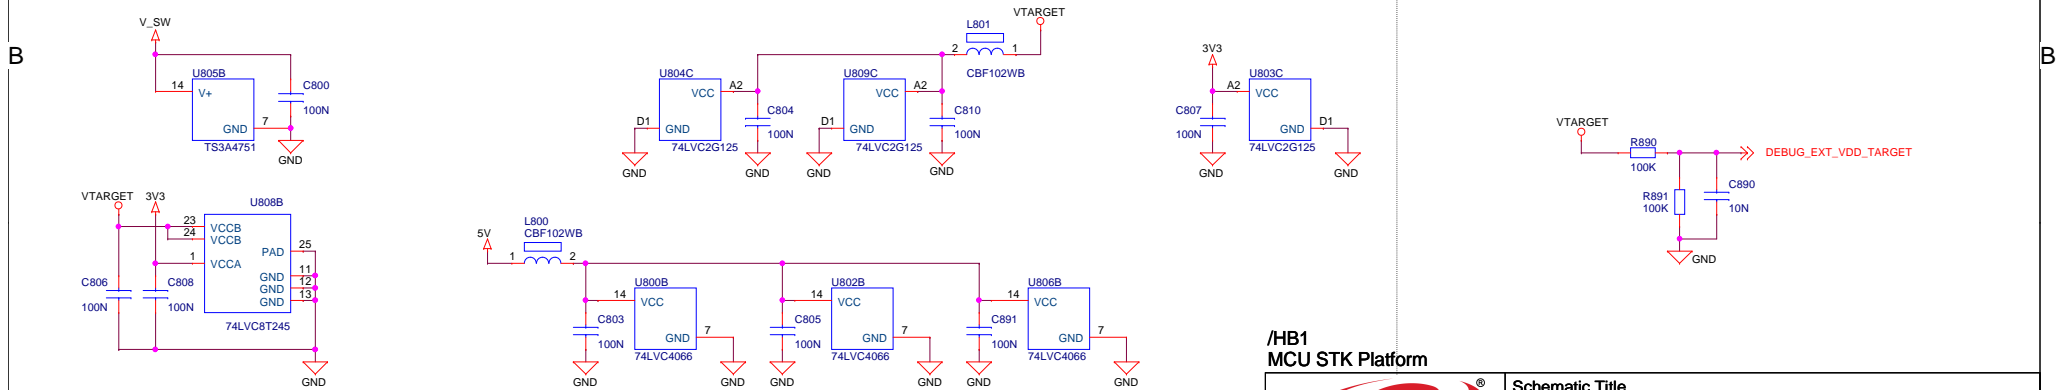 B
V_SW
U805B
14
V+
GND
7
TS3A4751
C800
100N
GND
VTARGET
L801
2
1
CBF102WB
U804C
VCC
A2
D1
GND
74LVC2G125
C804
100N
GND
GND
U809C
VCC
A2
D1
GND
74LVC2G125
C810
100N
GND
GND
3V3
U803C
A2
VCC
C807
100N
GND
D1
74LVC2G125
GND
GND
VTARGET
R890
100K
DEBUG_EXT_VDD_TARGET
R891
100K
C890
10N
GND
B
VTARGET
3V3
U808B
23
VCCB
24
VCCB
PAD
25
1
VCCA
GND
11
GND
12
GND
13
C806
100N
C808
100N
74LVC8T245
GND
5V
L800
CBF102WB
1
2
U800B
14
VCC
C803
100N
GND
7
74LVC4066
GND
GND
U802B
14
VCC
C805
100N
GND
7
74LVC4066
GND
GND
U806B
14
VCC
C891
100N
GND
7
74LVC4066
GND
GND
/HB1
MCU STK Platform
®
Schematic Title